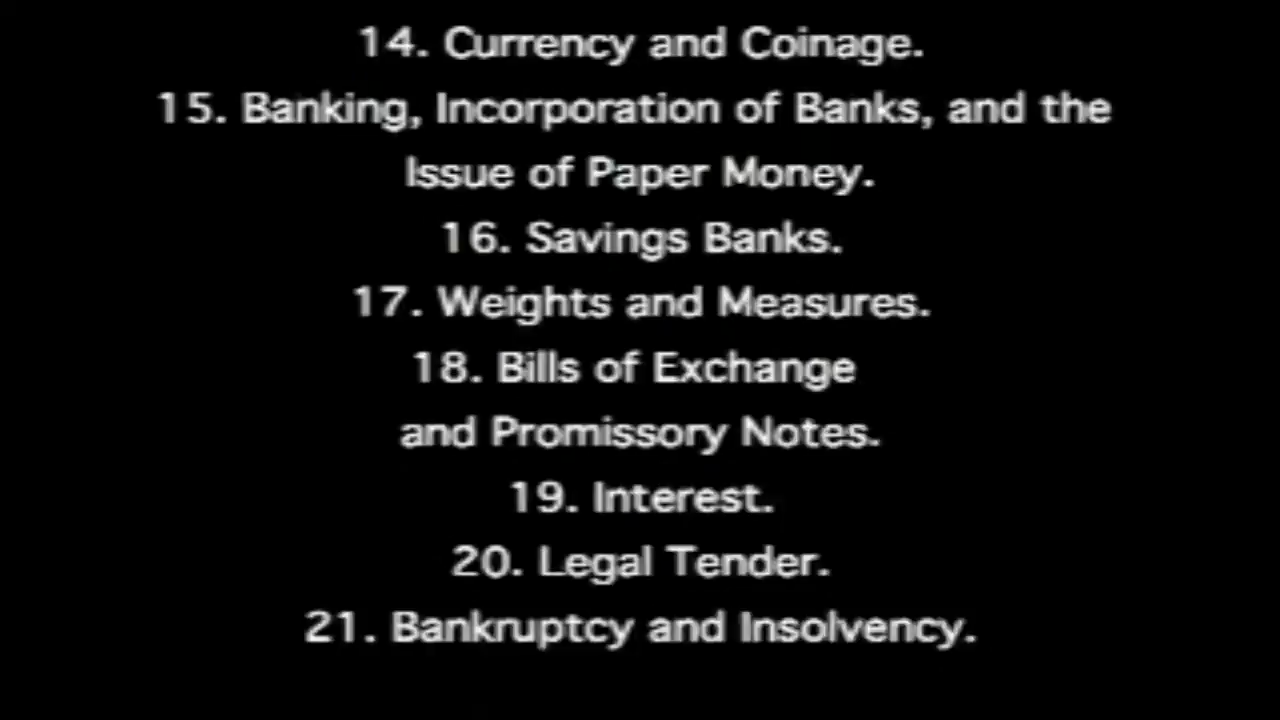 14. Currency and Coinage.
15. Banking, Incorporation of Banks, and the
Issue of Paper Money.
16. Savings Banks.
17. Weights and Measures.
18. Bills of Exchange
and Promissory Notes.
19. Interest.
20. Legal Tender.
21. Bankruptcy and Insolvency.